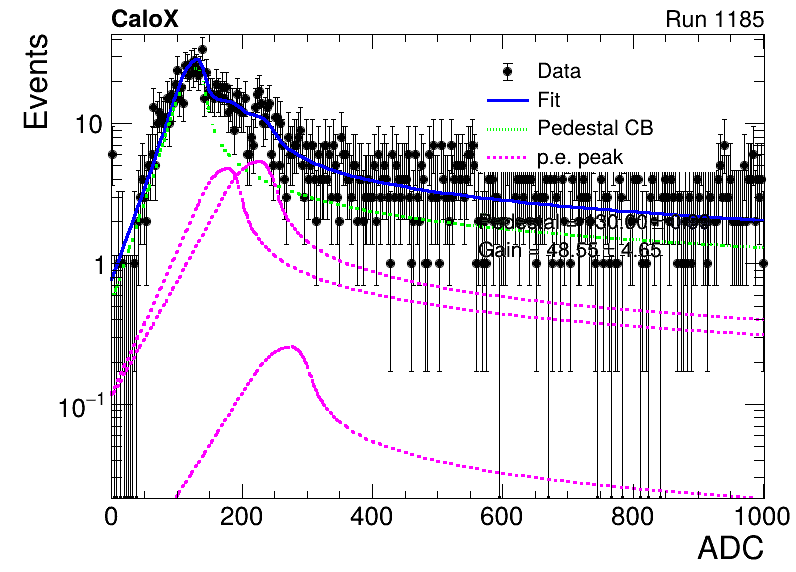 CaloX
Run 1185
Events
Data
Fit
Pedestal CB
p.e. peak
Gain = 48.55 ± 4.65
10
1
10⁻¹
0 200 400 600 800 1000
ADC